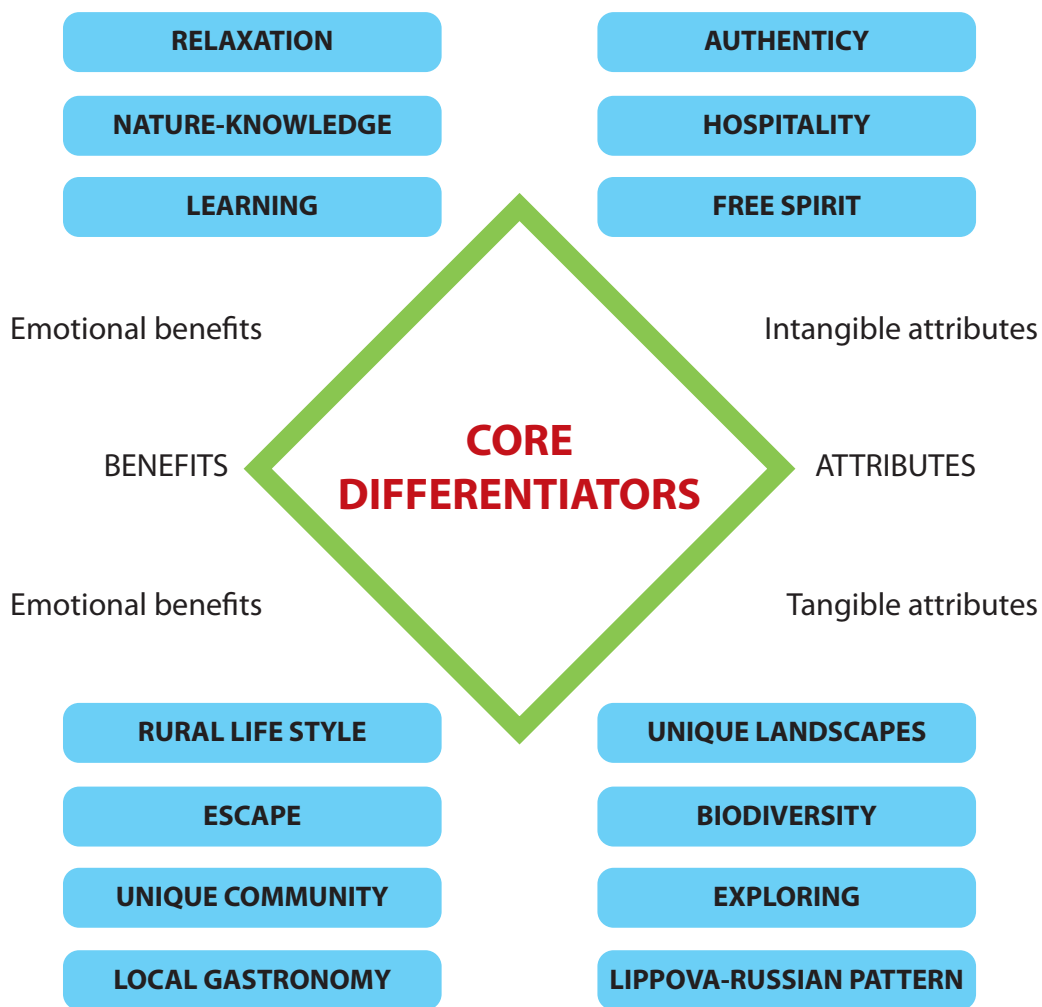 RELAXATION
AUTHENTICY
NATURE-KNOWLEDGE
HOSPITALITY
LEARNING
FREE SPIRIT
Emotional benefits
Intangible attributes
BENEFITS
CORE
DIFFERENTIATORS
ATTRIBUTES
Emotional benefits
Tangible attributes
RURAL LIFE STYLE
UNIQUE LANDSCAPES
ESCAPE
BIODIVERSITY
UNIQUE COMMUNITY
EXPLORING
LOCAL GASTRONOMY
LIPPOVA-RUSSIAN PATTERN